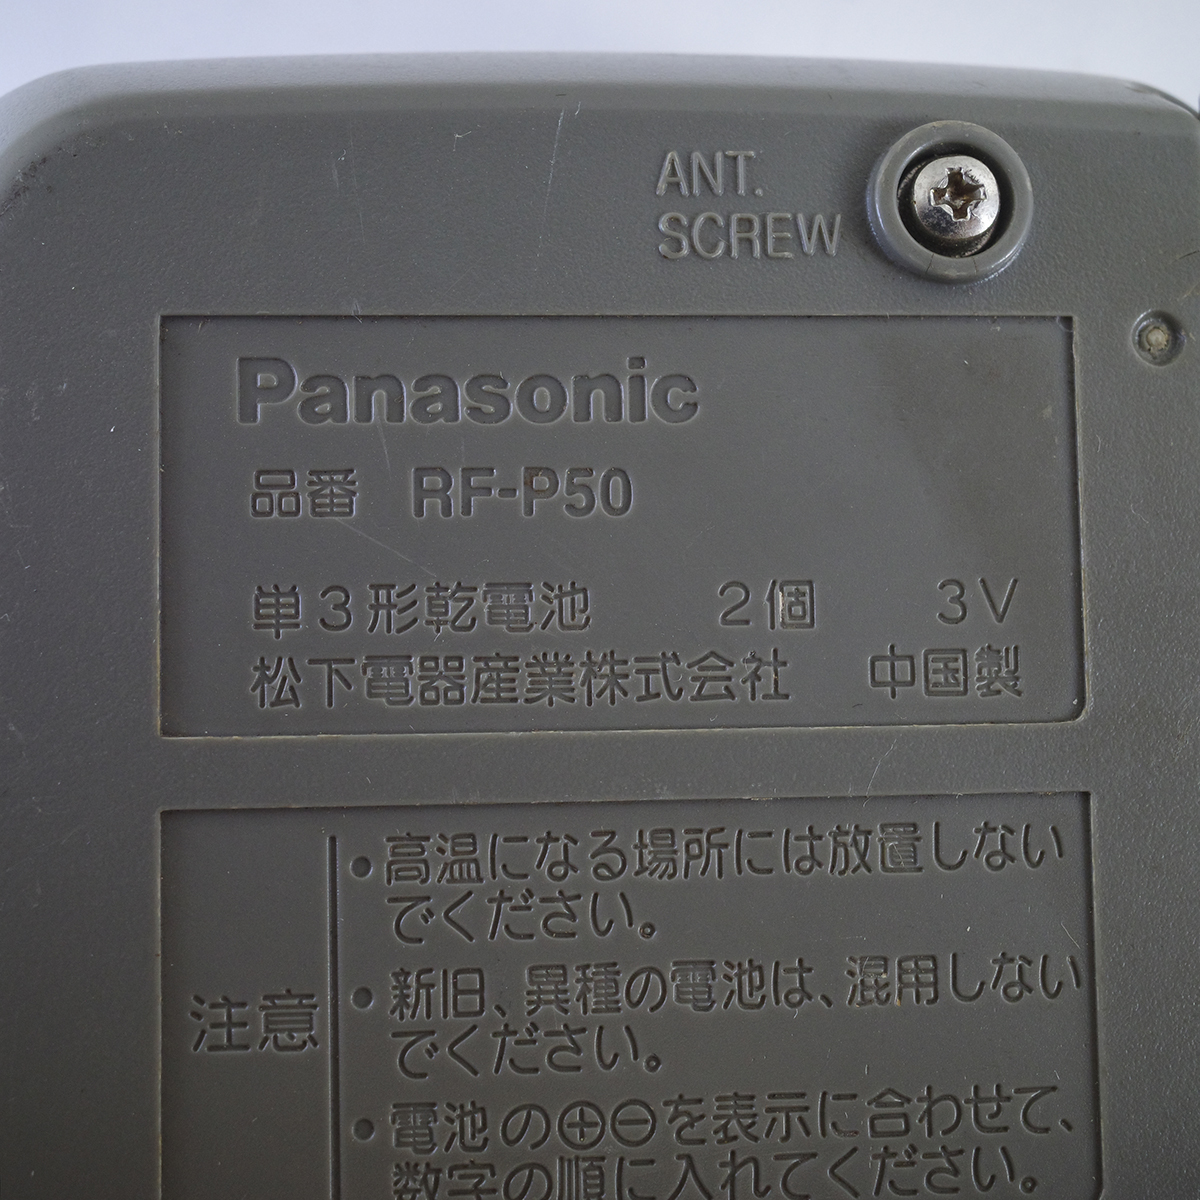 ANT.
SCREW
Panasonic
品番 RF-P50
単3形乾電池 2個 3V
松下電器産業株式会社 中国製
注意
・高温になる場所には放置しない
でください。
・新旧、異種の電池は、混用しない
でください。
・電池の⊕⊖を表示に合わせて、
数字の順に入れてください。